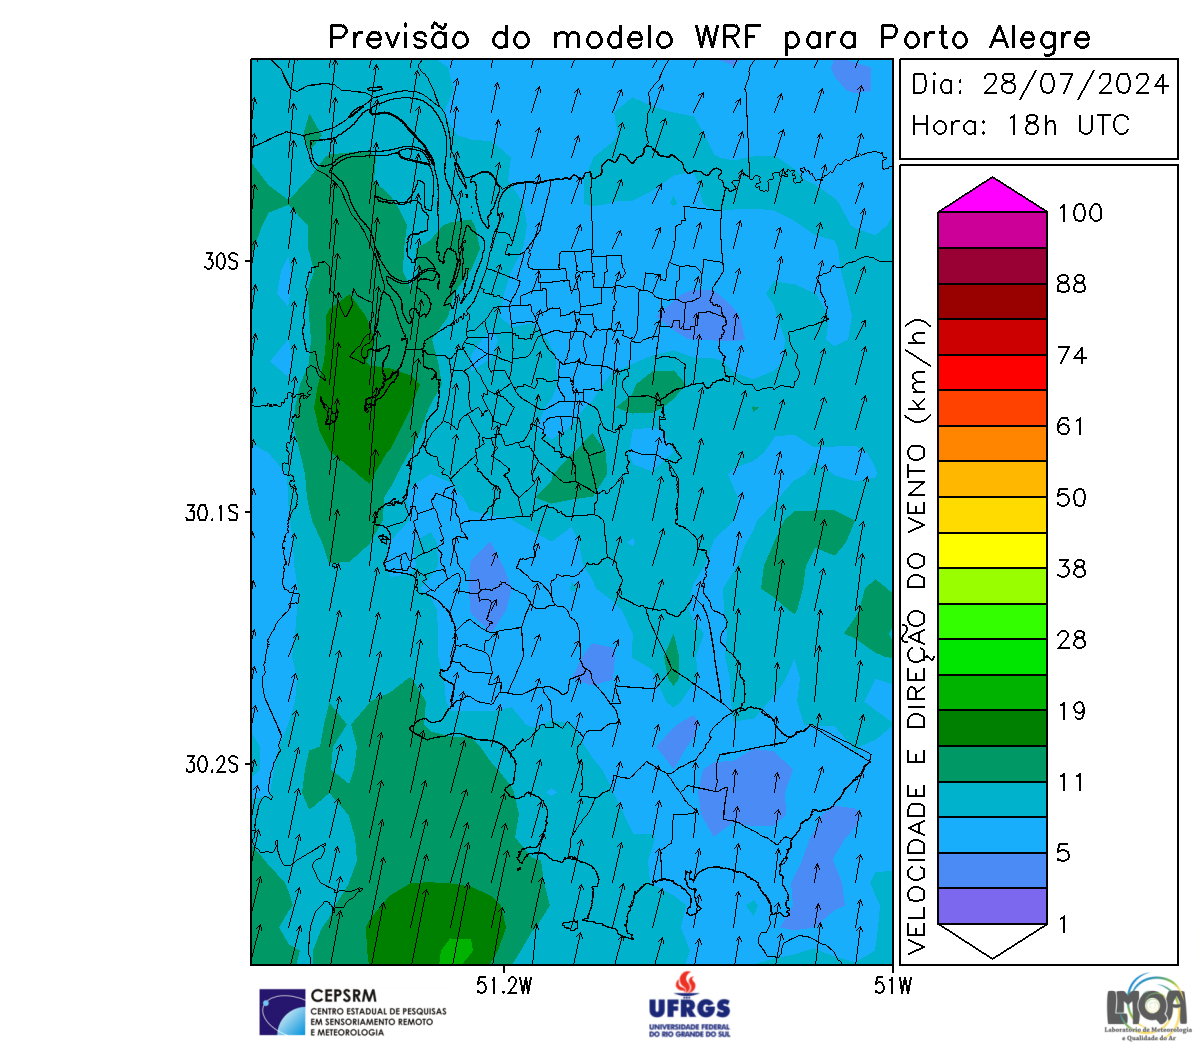 Previsão do modelo WRF para Porto Alegre
Dia: 28/07/2024
Hora: 18h UTC
30S
30.1S
30.2S
51.2W
51W
VELOCIDADE E DIREÇÃO DO VENTO (km/h)
100
88
74
61
50
38
28
19
11
5
1
CEPSRM
CENTRO ESTADUAL DE PESQUISAS
EM SENSORIAMENTO REMOTO
E METEOROLOGIA
UFRGS
UNIVERSIDADE FEDERAL
DO RIO GRANDE DO SUL
LMQA
Laboratório de Meteorologia
e Qualidade do Ar